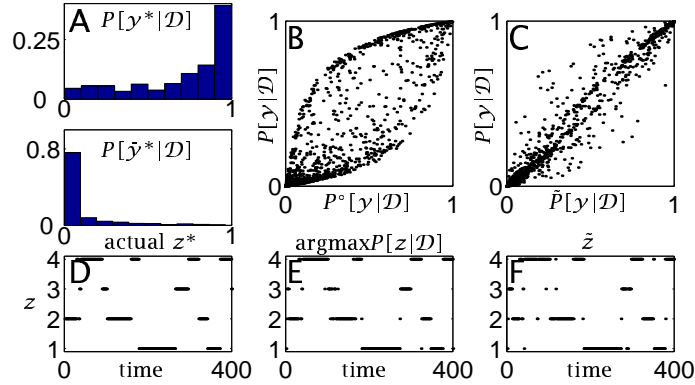 A
P[y*|𝒟]
0.25
0
0
1
P[ȳ*|𝒟]
0.8
0
0
1
B
P[y|𝒟]
1
0
0
1
P°[y|𝒟]
C
P[y|𝒟]
1
0
0
1
P̃[y|𝒟]
actual z*
D
z
4
3
2
1
0
400
time
argmaxP[z|𝒟]
E
4
3
2
1
0
400
time
z̃
F
4
3
2
1
0
400
time